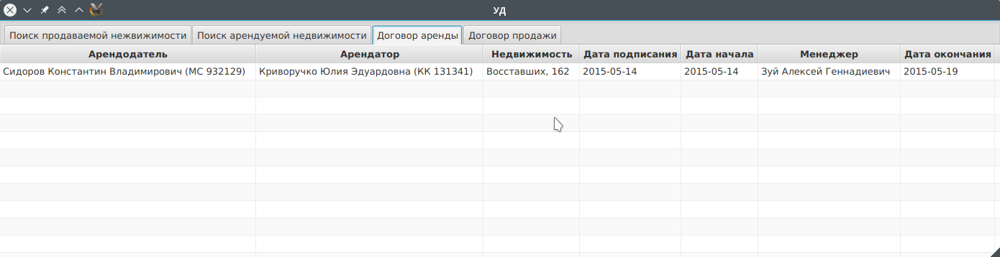 УД
Поиск продаваемой нежвижимости Поиск арендуемой недвижимости Договор аренды Договор продажи
Арендодатель Арендатор Недвижимость Дата подписания Дата начала Менеджер Дата окончания
Сидоров Константин Владимирович (МС 932129) Криворучко Юлия Эдуардовна (КК 131341) Восставших, 162 2015-05-14 2015-05-14 Зуй Алексей Геннадиевич 2015-05-19